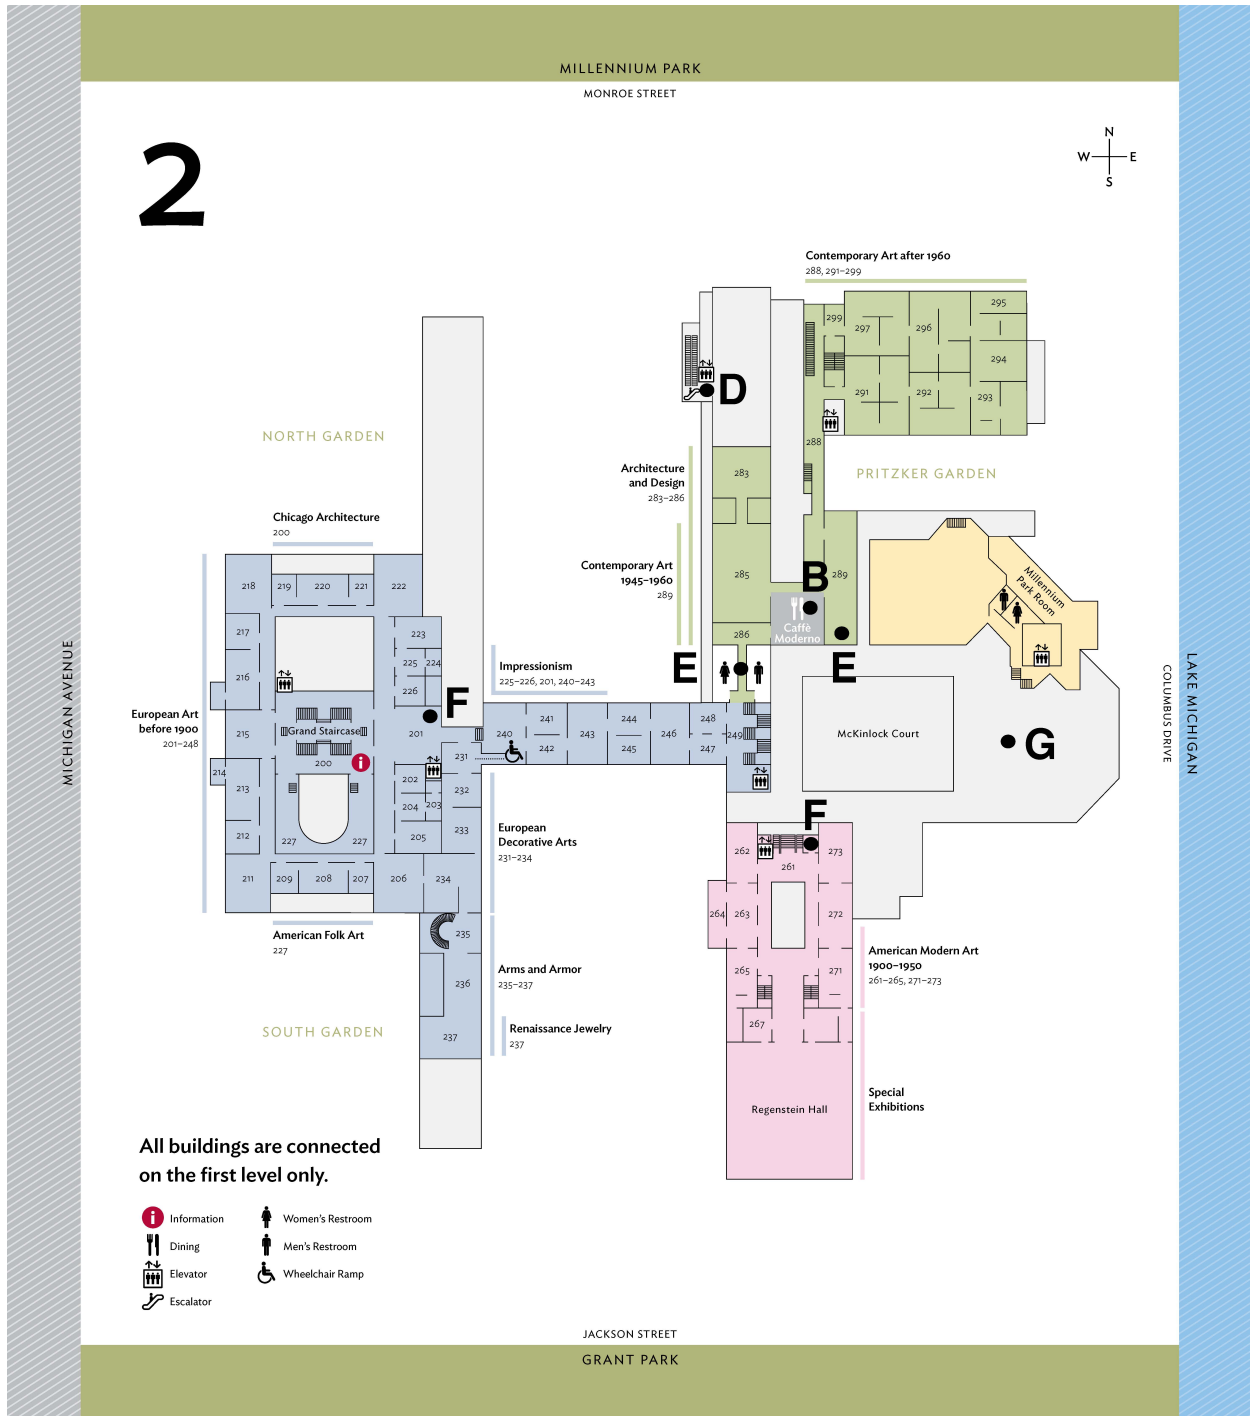 MILLENNIUM PARK
MONROE STREET
N
W E
S
2
Contemporary Art after 1960
288, 291–299
295
299
297
296
294
291
292
293
D
288
NORTH GARDEN
PRITZKER GARDEN
Architecture
and Design
283–286
283
Chicago Architecture
200
Contemporary Art
1945–1960
289
285
B
289
Millennium
Park Room
218
219
220
221
222
217
223
225
224
216
226
286
Caffè
Moderno
Impressionism
225–226, 201, 240–243
E
E
F
MICHIGAN AVENUE
LAKE MICHIGAN
COLUMBUS DRIVE
European Art
before 1900
201–248
215
Grand Staircase
201
240
241
244
248
243
246
249
242
245
247
McKinlock Court
G
200
231
214
213
202
232
204
203
212
227
227
205
233
F
262
261
273
European
Decorative Arts
231–234
211
209
208
207
206
234
264
263
272
American Folk Art
227
235
American Modern Art
1900–1950
261–265, 271–273
Arms and Armor
235–237
236
265
271
SOUTH GARDEN
237
Renaissance Jewelry
237
267
Special
Exhibitions
Regenstein Hall
All buildings are connected
on the first level only.
i Information
Women's Restroom
Dining
Men's Restroom
Elevator
Wheelchair Ramp
Escalator
JACKSON STREET
GRANT PARK